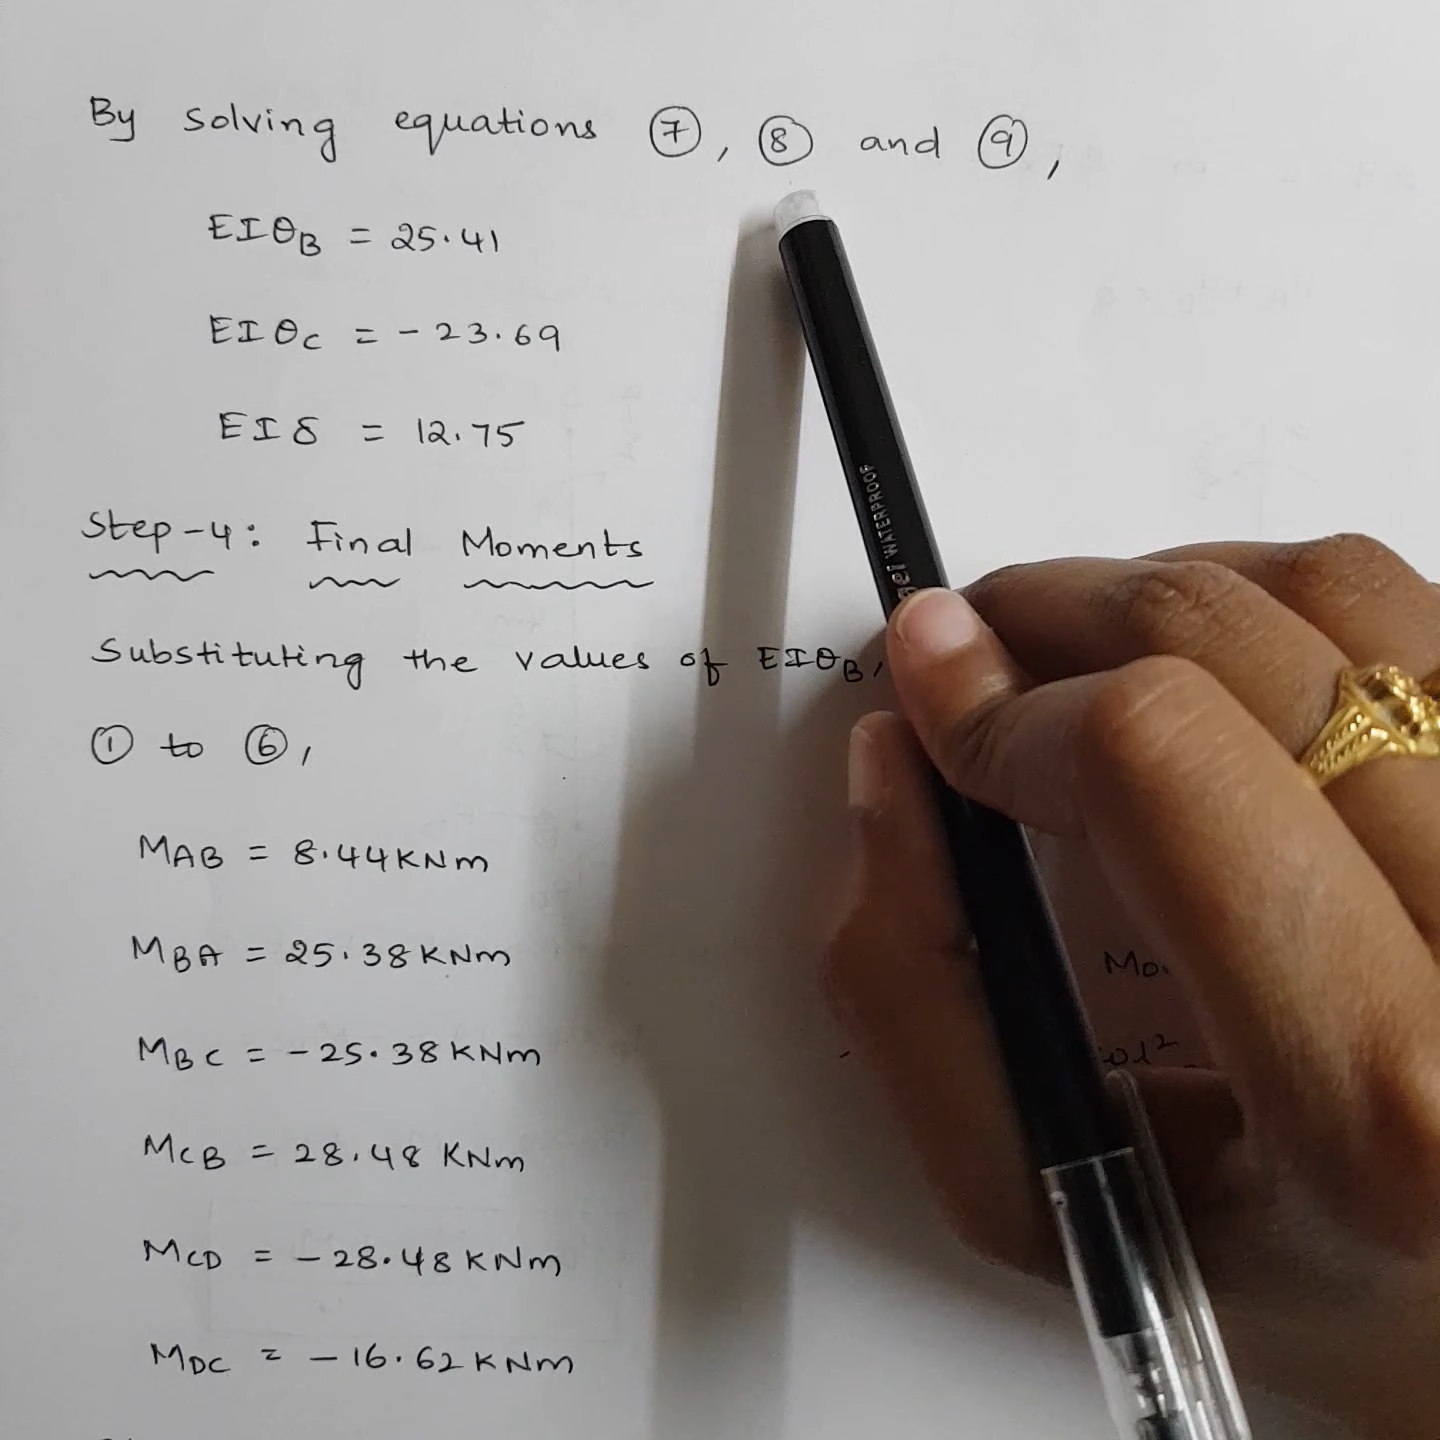 By solving equations ⑦, ⑧ and ⑨,
EIθB = 25.41
EIθC = -23.69
EIδ = 12.75
Step-4: Final Moments
Substituting the values of EIθB,
① to ⑥,
MAB = 8.44KNm
MBA = 25.38KNm
MBC = -25.38KNm
MCB = 28.48 KNm
MCD = -28.48KNm
MDC = -16.62KNm
gel WATERPROOF